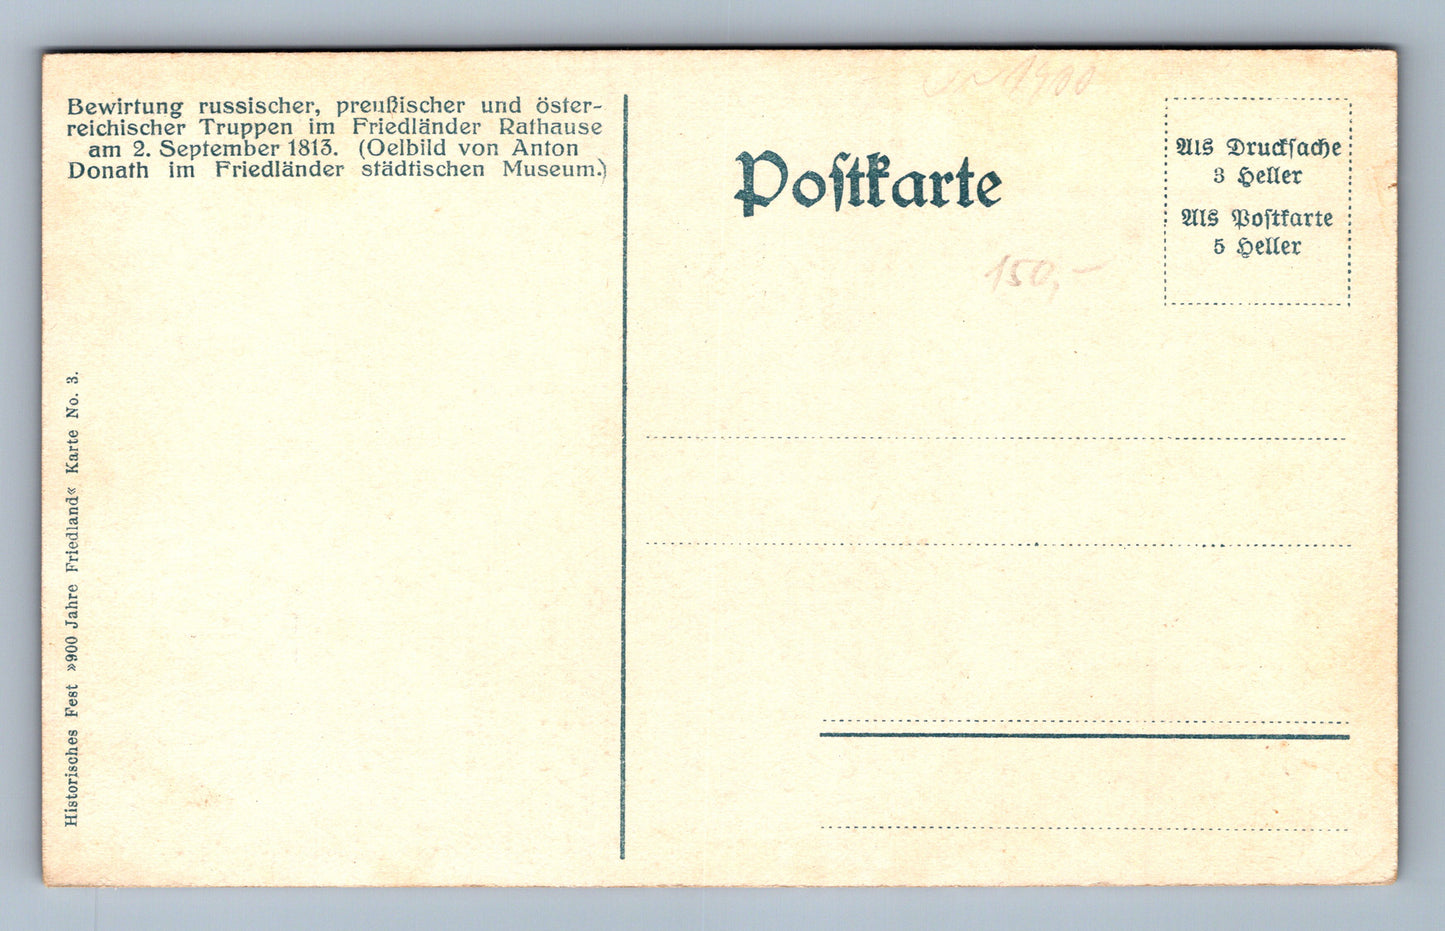 Bewirtung russischer, preußischer und öster-
reichischer Truppen im Friedländer Rathause
am 2. September 1813. (Oelbild von Anton
Donath im Friedländer städtischen Museum.)
Historisches Fest »900 Jahre Friedland« Karte No. 3.
Poſtkarte
1900
150,-
Als Druckſache
3 Heller
Als Poſtkarte
5 Heller